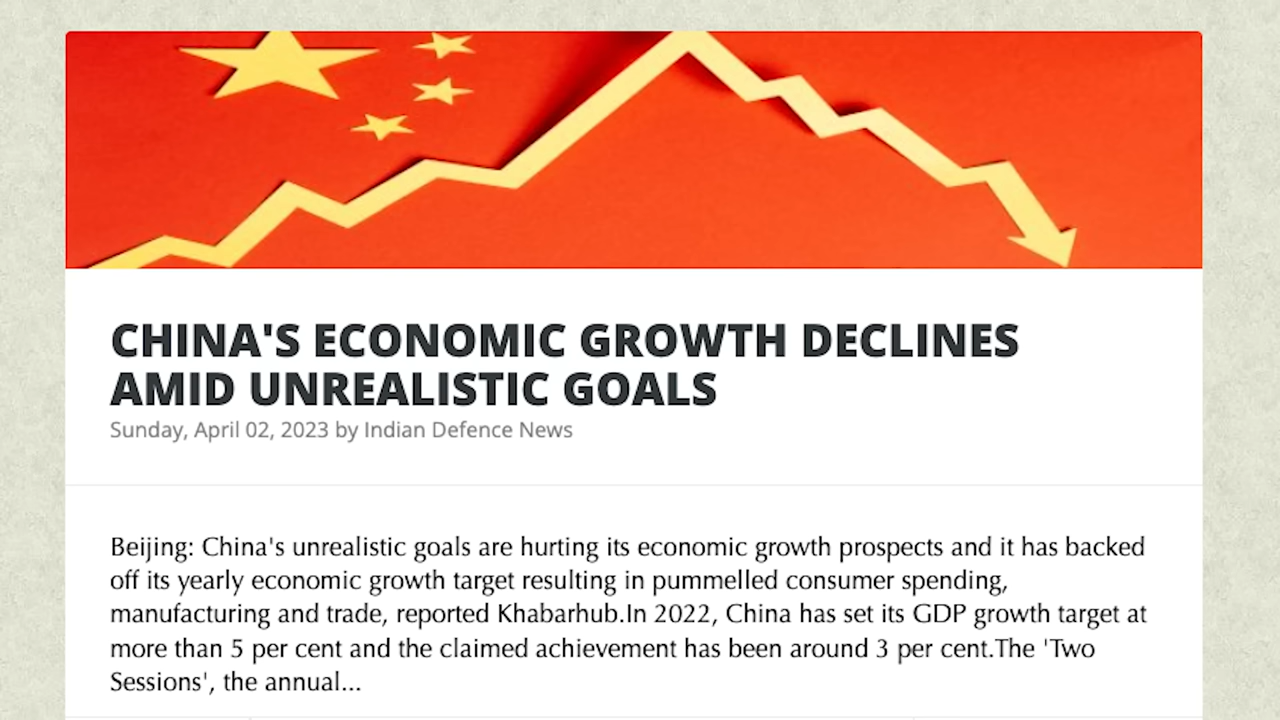 CHINA'S ECONOMIC GROWTH DECLINES
AMID UNREALISTIC GOALS
Sunday, April 02, 2023 by Indian Defence News
Beijing: China's unrealistic goals are hurting its economic growth prospects and it has backed
off its yearly economic growth target resulting in pummelled consumer spending,
manufacturing and trade, reported Khabarhub.In 2022, China has set its GDP growth target at
more than 5 per cent and the claimed achievement has been around 3 per cent.The 'Two
Sessions', the annual...